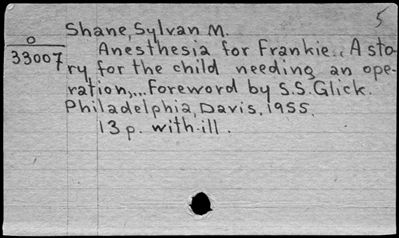 5
Shane, Sylvan M.
o
33007
Anesthesia for Frankie.. A sto-
ry for the child needing an ope-
ration,... Foreword by S.S. Glick.
Philadelphia, Davis, 1955.
13 p. with ill.